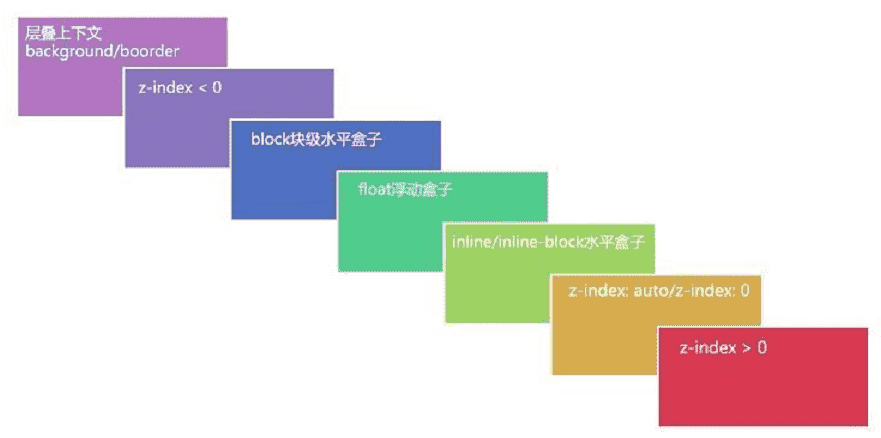 层叠上下文
background/boorder
z-index < 0
block块级水平盒子
float浮动盒子
inline/inline-block水平盒子
z-index: auto/z-index: 0
z-index > 0